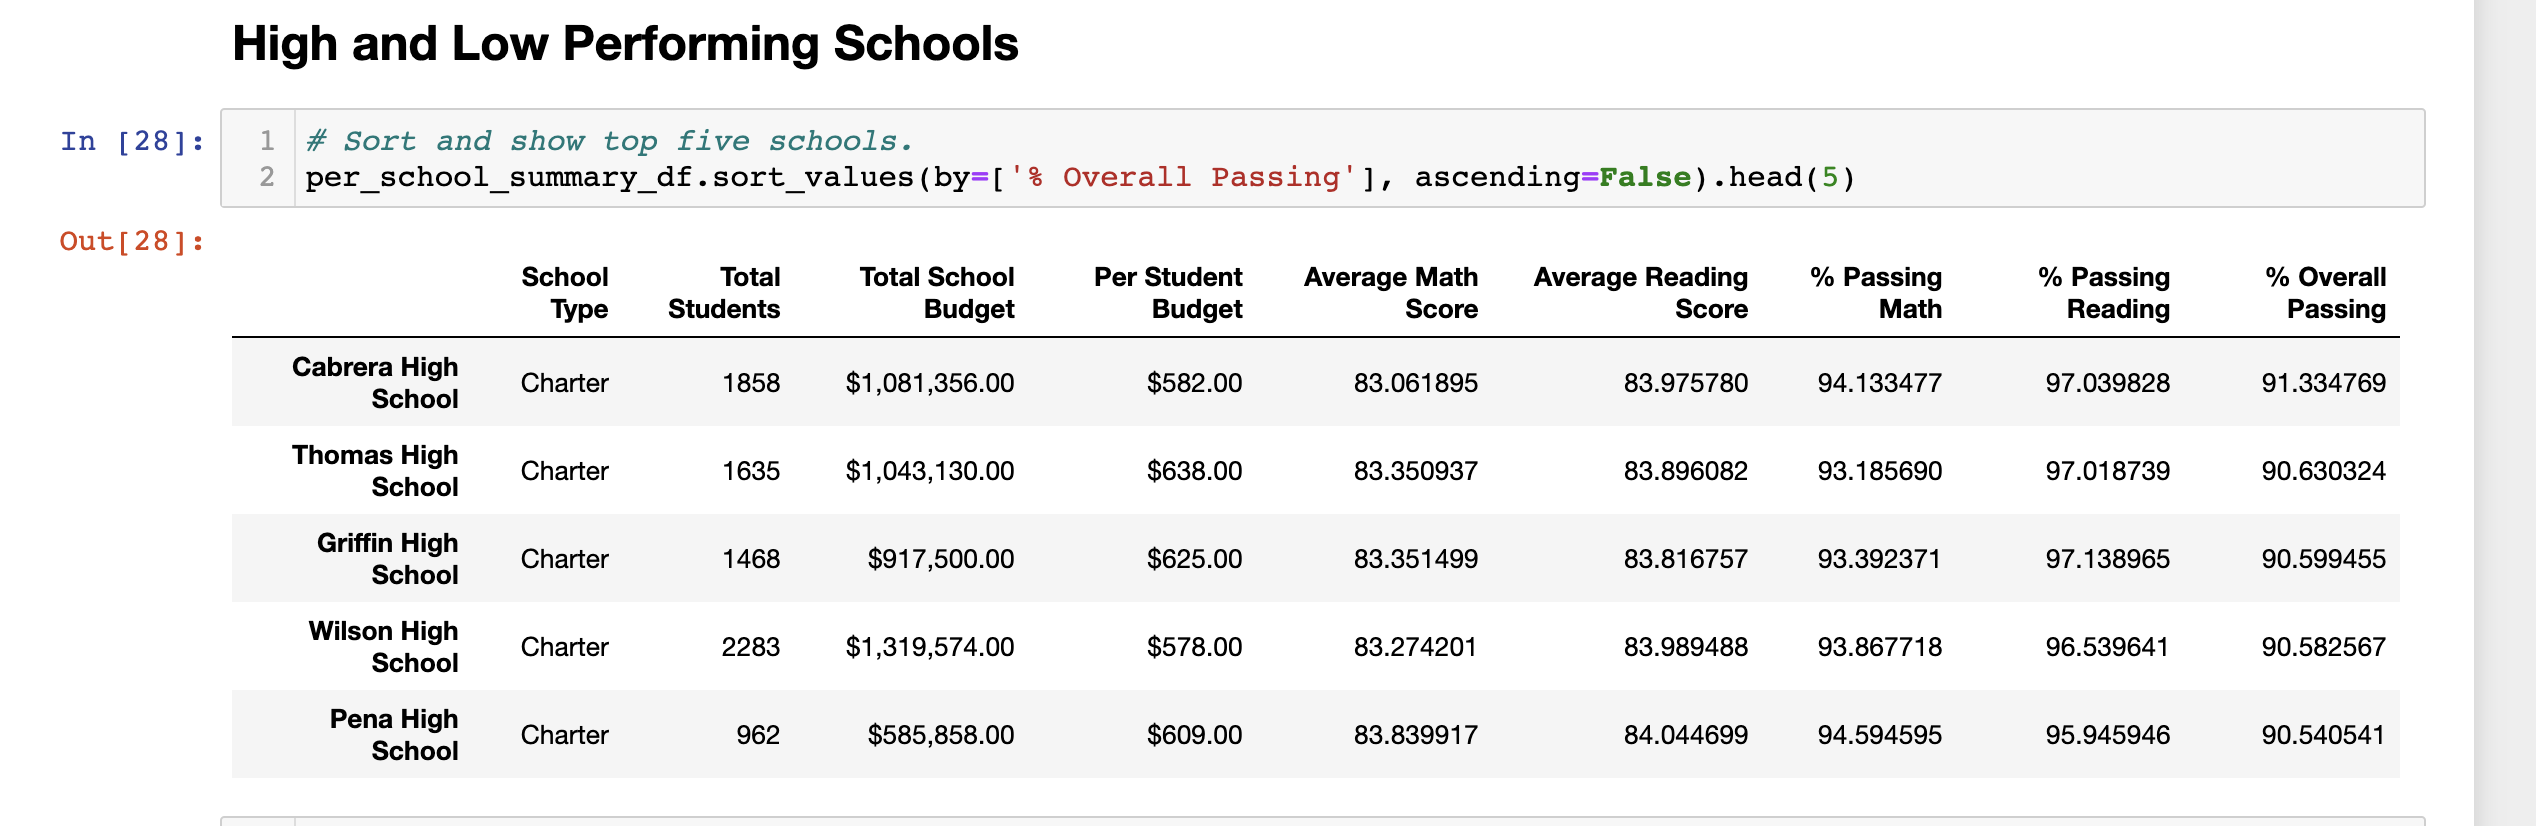 High and Low Performing Schools
In [28]:
1 # Sort and show top five schools.
2 per_school_summary_df.sort_values(by=['% Overall Passing'], ascending=False).head(5)
Out[28]:
School Type Total Students Total School Budget Per Student Budget Average Math Score Average Reading Score % Passing Math % Passing Reading % Overall Passing
Cabrera High School Charter 1858 $1,081,356.00 $582.00 83.061895 83.975780 94.133477 97.039828 91.334769
Thomas High School Charter 1635 $1,043,130.00 $638.00 83.350937 83.896082 93.185690 97.018739 90.630324
Griffin High School Charter 1468 $917,500.00 $625.00 83.351499 83.816757 93.392371 97.138965 90.599455
Wilson High School Charter 2283 $1,319,574.00 $578.00 83.274201 83.989488 93.867718 96.539641 90.582567
Pena High School Charter 962 $585,858.00 $609.00 83.839917 84.044699 94.594595 95.945946 90.540541